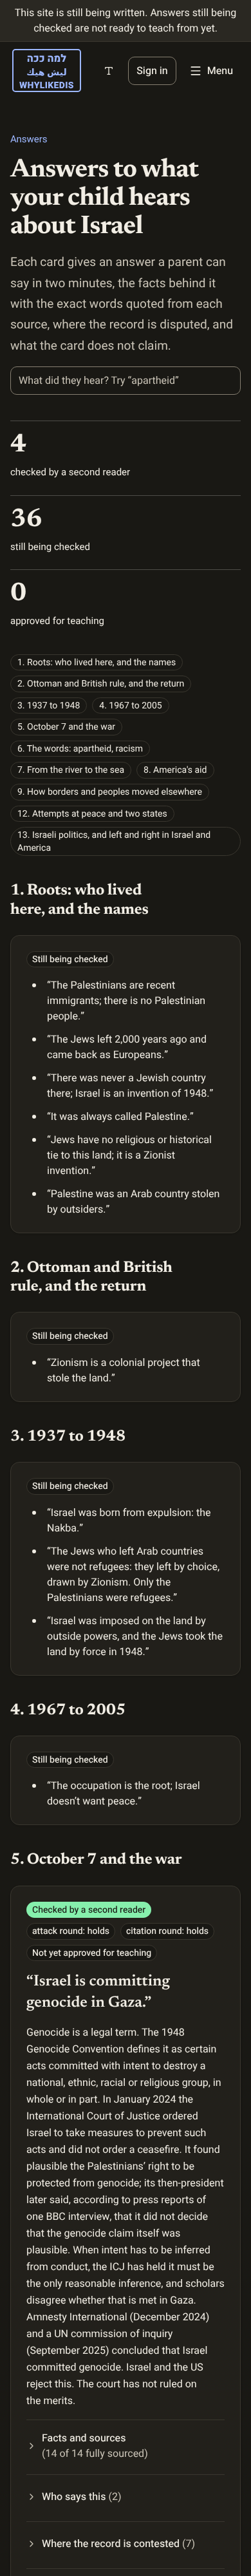 This site is still being written. Answers still being
checked are not ready to teach from yet.
למה ככה
ليش هيك
WHYLIKEDIS
T
Sign in
Menu
Answers
Answers to what
your child hears
about Israel
Each card gives an answer a parent can
say in two minutes, the facts behind it
with the exact words quoted from each
source, where the record is disputed, and
what the card does not claim.
What did they hear? Try “apartheid”
4
checked by a second reader
36
still being checked
0
approved for teaching
1. Roots: who lived here, and the names
2. Ottoman and British rule, and the return
3. 1937 to 1948
4. 1967 to 2005
5. October 7 and the war
6. The words: apartheid, racism
7. From the river to the sea
8. America’s aid
9. How borders and peoples moved elsewhere
12. Attempts at peace and two states
13. Israeli politics, and left and right in Israel and
America
1. Roots: who lived
here, and the names
Still being checked
“The Palestinians are recent
immigrants; there is no Palestinian
people.”
“The Jews left 2,000 years ago and
came back as Europeans.”
“There was never a Jewish country
there; Israel is an invention of 1948.”
“It was always called Palestine.”
“Jews have no religious or historical
tie to this land; it is a Zionist
invention.”
“Palestine was an Arab country stolen
by outsiders.”
2. Ottoman and British
rule, and the return
Still being checked
“Zionism is a colonial project that
stole the land.”
3. 1937 to 1948
Still being checked
“Israel was born from expulsion: the
Nakba.”
“The Jews who left Arab countries
were not refugees: they left by choice,
drawn by Zionism. Only the
Palestinians were refugees.”
“Israel was imposed on the land by
outside powers, and the Jews took the
land by force in 1948.”
4. 1967 to 2005
Still being checked
“The occupation is the root; Israel
doesn’t want peace.”
5. October 7 and the war
Checked by a second reader
attack round: holds
citation round: holds
Not yet approved for teaching
“Israel is committing
genocide in Gaza.”
Genocide is a legal term. The 1948
Genocide Convention defines it as certain
acts committed with intent to destroy a
national, ethnic, racial or religious group, in
whole or in part. In January 2024 the
International Court of Justice ordered
Israel to take measures to prevent such
acts and did not order a ceasefire. It found
plausible the Palestinians’ right to be
protected from genocide; its then-president
later said, according to press reports of
one BBC interview, that it did not decide
that the genocide claim itself was
plausible. When intent has to be inferred
from conduct, the ICJ has held it must be
the only reasonable inference, and scholars
disagree whether that is met in Gaza.
Amnesty International (December 2024)
and a UN commission of inquiry
(September 2025) concluded that Israel
committed genocide. Israel and the US
reject this. The court has not ruled on
the merits.
Facts and sources
(14 of 14 fully sourced)
Who says this (2)
Where the record is contested (7)